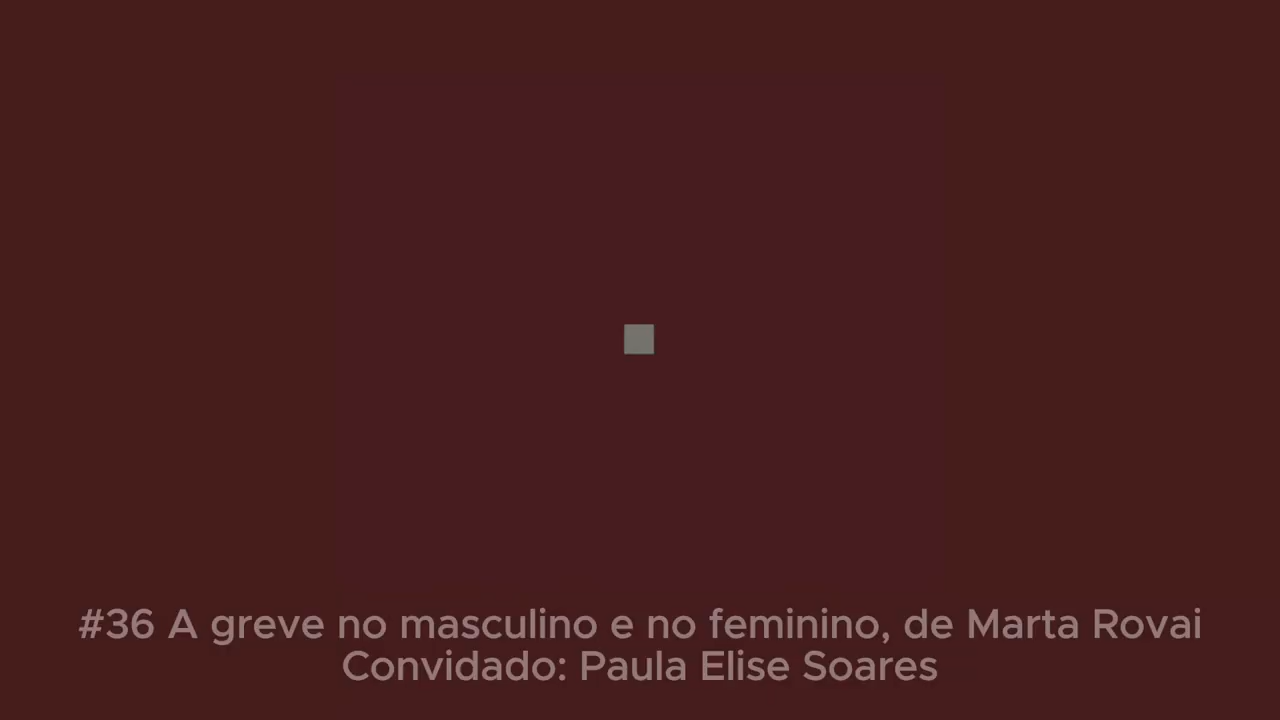 #36 A greve no masculino e no feminino, de Marta Rovai
Convidado: Paula Elise Soares